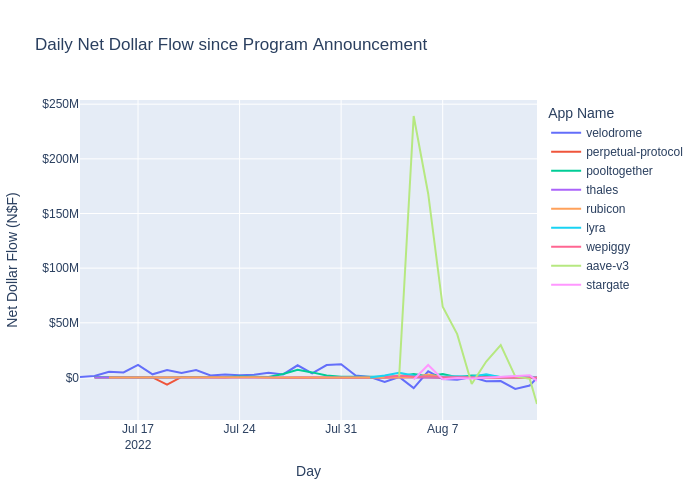 Daily Net Dollar Flow since Program Announcement
App Name
velodrome
perpetual-protocol
pooltogether
thales
rubicon
lyra
wepiggy
aave-v3
stargate
Net Dollar Flow (N$F)
$250M
$200M
$150M
$100M
$50M
$0
Jul 17
2022
Jul 24
Jul 31
Aug 7
Day